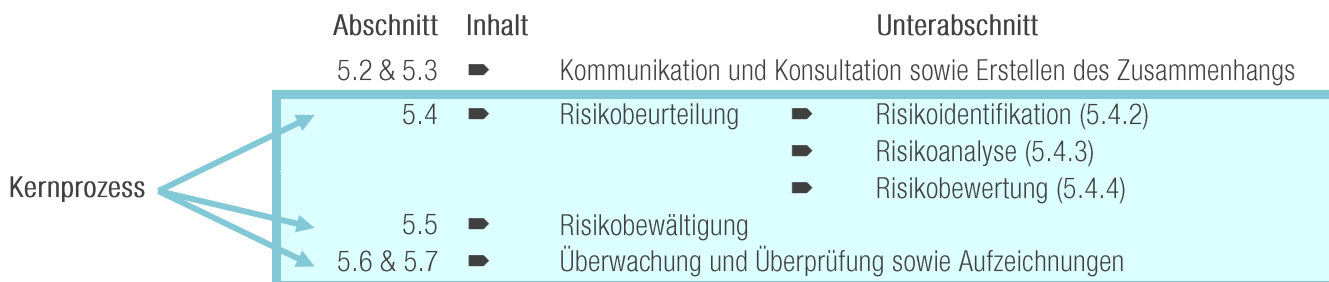 Abschnitt Inhalt Unterabschnitt
5.2 & 5.3 Kommunikation und Konsultation sowie Erstellen des Zusammenhangs
5.4 Risikobeurteilung Risikoidentifikation (5.4.2)
Risikoanalyse (5.4.3)
Kernprozess Risikobewertung (5.4.4)
5.5 Risikobewältigung
5.6 & 5.7 Überwachung und Überprüfung sowie Aufzeichnungen